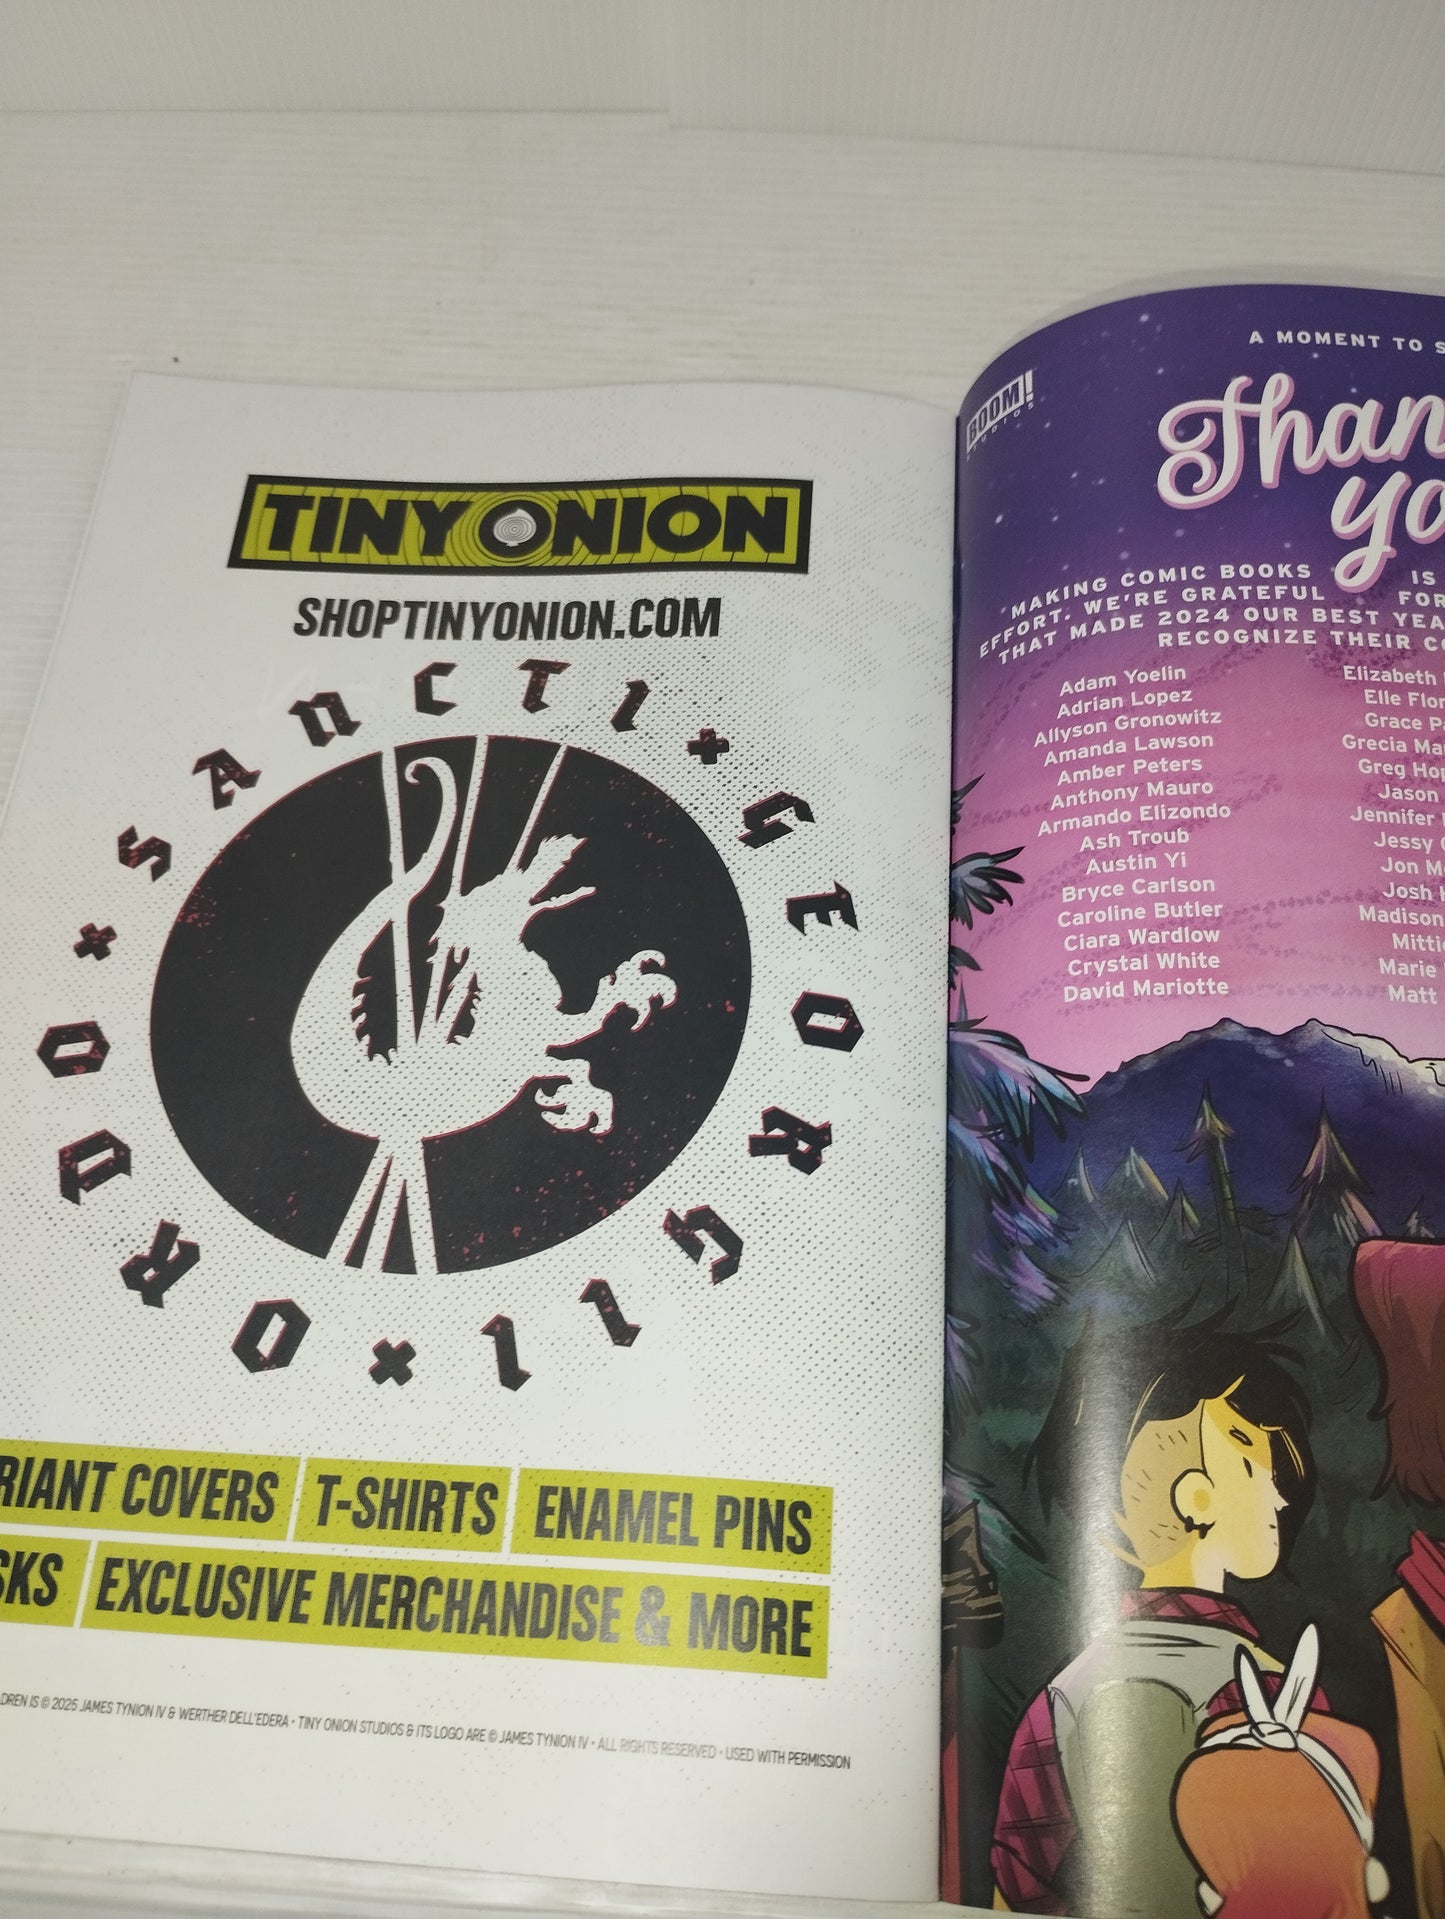 TINY ONION
SHOPTINYONION.COM
SANCTI + GEORGII + ORDO +
RIANT COVERS
T-SHIRTS
ENAMEL PINS
SKS
EXCLUSIVE MERCHANDISE & MORE
DREN IS © 2025 JAMES TYNION IV & WERTHER DELL'EDERA • TINY ONION STUDIOS & ITS LOGO ARE © JAMES TYNION IV • ALL RIGHTS RESERVED • USED WITH PERMISSION
A MOMENT TO S
BOOM!
STUDIOS
Than
yo
MAKING COMIC BOOKS IS
EFFORT. WE'RE GRATEFUL FOR
THAT MADE 2024 OUR BEST YEA
RECOGNIZE THEIR CO
Adam Yoelin
Adrian Lopez
Allyson Gronowitz
Amanda Lawson
Amber Peters
Anthony Mauro
Armando Elizondo
Ash Troub
Austin Yi
Bryce Carlson
Caroline Butler
Ciara Wardlow
Crystal White
David Mariotte
Elizabeth
Elle Flor
Grace Pa
Grecia Ma
Greg Hor
Jason
Jennifer
Jessy
Jon M
Josh
Madison
Mitti
Marie
Matt